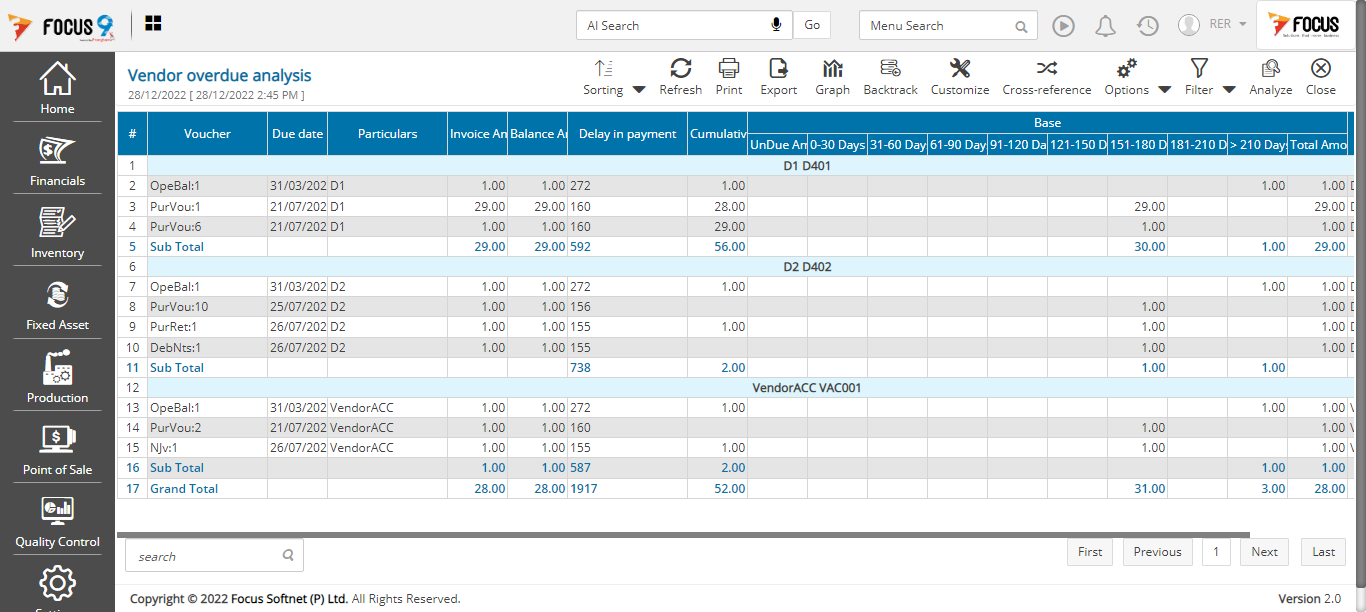 FOCUS 9
AI Search Go Menu Search RER FOCUS
Vendor overdue analysis
28/12/2022 [ 28/12/2022 2:45 PM ]
Sorting Refresh Print Export Graph Backtrack Customize Cross-reference Options Filter Analyze Close
Home
Financials
Inventory
Fixed Asset
Production
Point of Sale
Quality Control
# Voucher Due date Particulars Invoice An Balance An Delay in payment Cumulativ Base
UnDue An 0-30 Days 31-60 Day 61-90 Day 91-120 Da 121-150 D 151-180 D 181-210 D > 210 Days Total Amo
1 D1 D401
2 OpeBal:1 31/03/202 D1 1.00 1.00 272 1.00 1.00 1.00
3 PurVou:1 21/07/202 D1 29.00 29.00 160 28.00 29.00 29.00
4 PurVou:6 21/07/202 D1 1.00 1.00 160 29.00 1.00 1.00
5 Sub Total 29.00 29.00 592 56.00 30.00 1.00 29.00
6 D2 D402
7 OpeBal:1 31/03/202 D2 1.00 1.00 272 1.00 1.00 1.00
8 PurVou:10 25/07/202 D2 1.00 1.00 156 1.00 1.00
9 PurRet:1 26/07/202 D2 1.00 1.00 155 1.00 1.00 1.00
10 DebNts:1 26/07/202 D2 1.00 1.00 155 1.00 1.00
11 Sub Total 738 2.00 1.00 1.00
12 VendorACC VAC001
13 OpeBal:1 31/03/202 VendorACC 1.00 1.00 272 1.00 1.00 1.00
14 PurVou:2 21/07/202 VendorACC 1.00 1.00 160 1.00 1.00
15 NJv:1 26/07/202 VendorACC 1.00 1.00 155 1.00 1.00 1.00
16 Sub Total 1.00 1.00 587 2.00 1.00 1.00
17 Grand Total 28.00 28.00 1917 52.00 31.00 3.00 28.00
search First Previous 1 Next Last
Copyright © 2022 Focus Softnet (P) Ltd. All Rights Reserved. Version 2.0